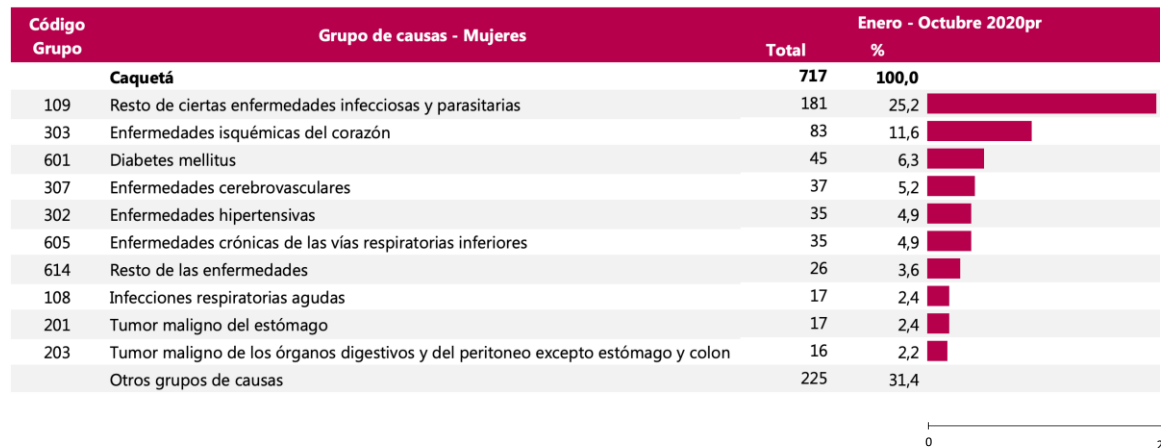 Código Grupo Grupo de causas - Mujeres Enero - Octubre 2020pr
Total %
Caquetá 717 100,0
109 Resto de ciertas enfermedades infecciosas y parasitarias 181 25,2
303 Enfermedades isquémicas del corazón 83 11,6
601 Diabetes mellitus 45 6,3
307 Enfermedades cerebrovasculares 37 5,2
302 Enfermedades hipertensivas 35 4,9
605 Enfermedades crónicas de las vías respiratorias inferiores 35 4,9
614 Resto de las enfermedades 26 3,6
108 Infecciones respiratorias agudas 17 2,4
201 Tumor maligno del estómago 17 2,4
203 Tumor maligno de los órganos digestivos y del peritoneo excepto estómago y colon 16 2,2
Otros grupos de causas 225 31,4
0